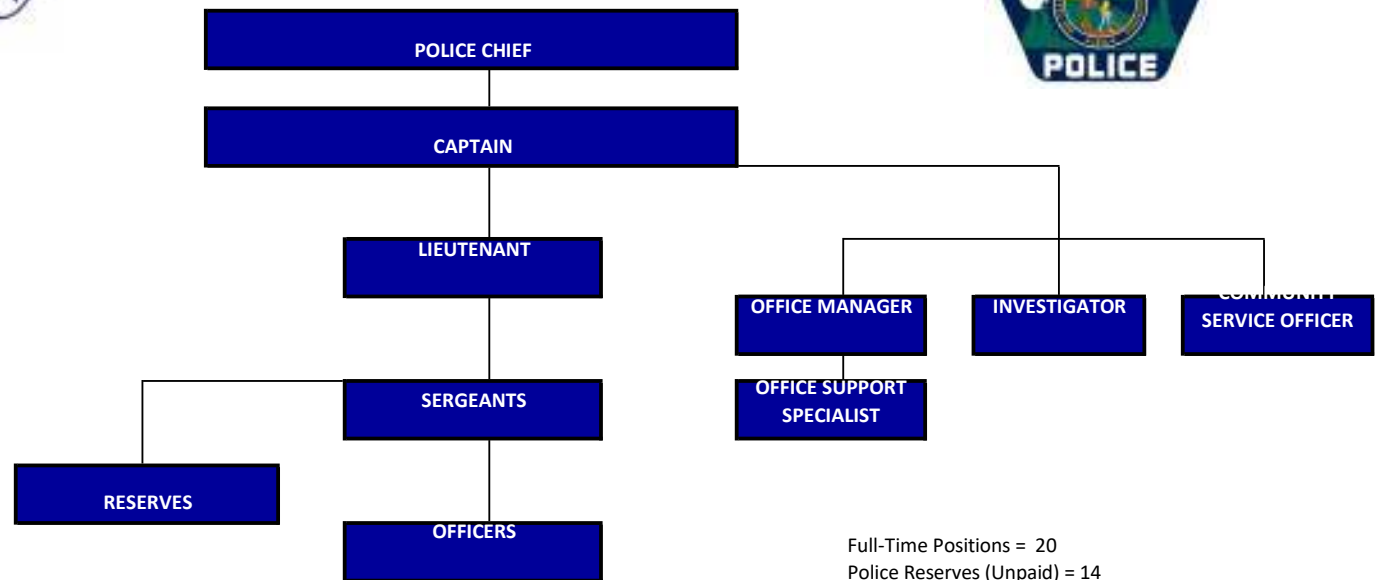 POLICE
POLICE CHIEF
CAPTAIN
LIEUTENANT
OFFICE MANAGER
INVESTIGATOR
COMMUNITY
SERVICE OFFICER
SERGEANTS
OFFICE SUPPORT
SPECIALIST
RESERVES
OFFICERS
Full-Time Positions = 20
Police Reserves (Unpaid) = 14